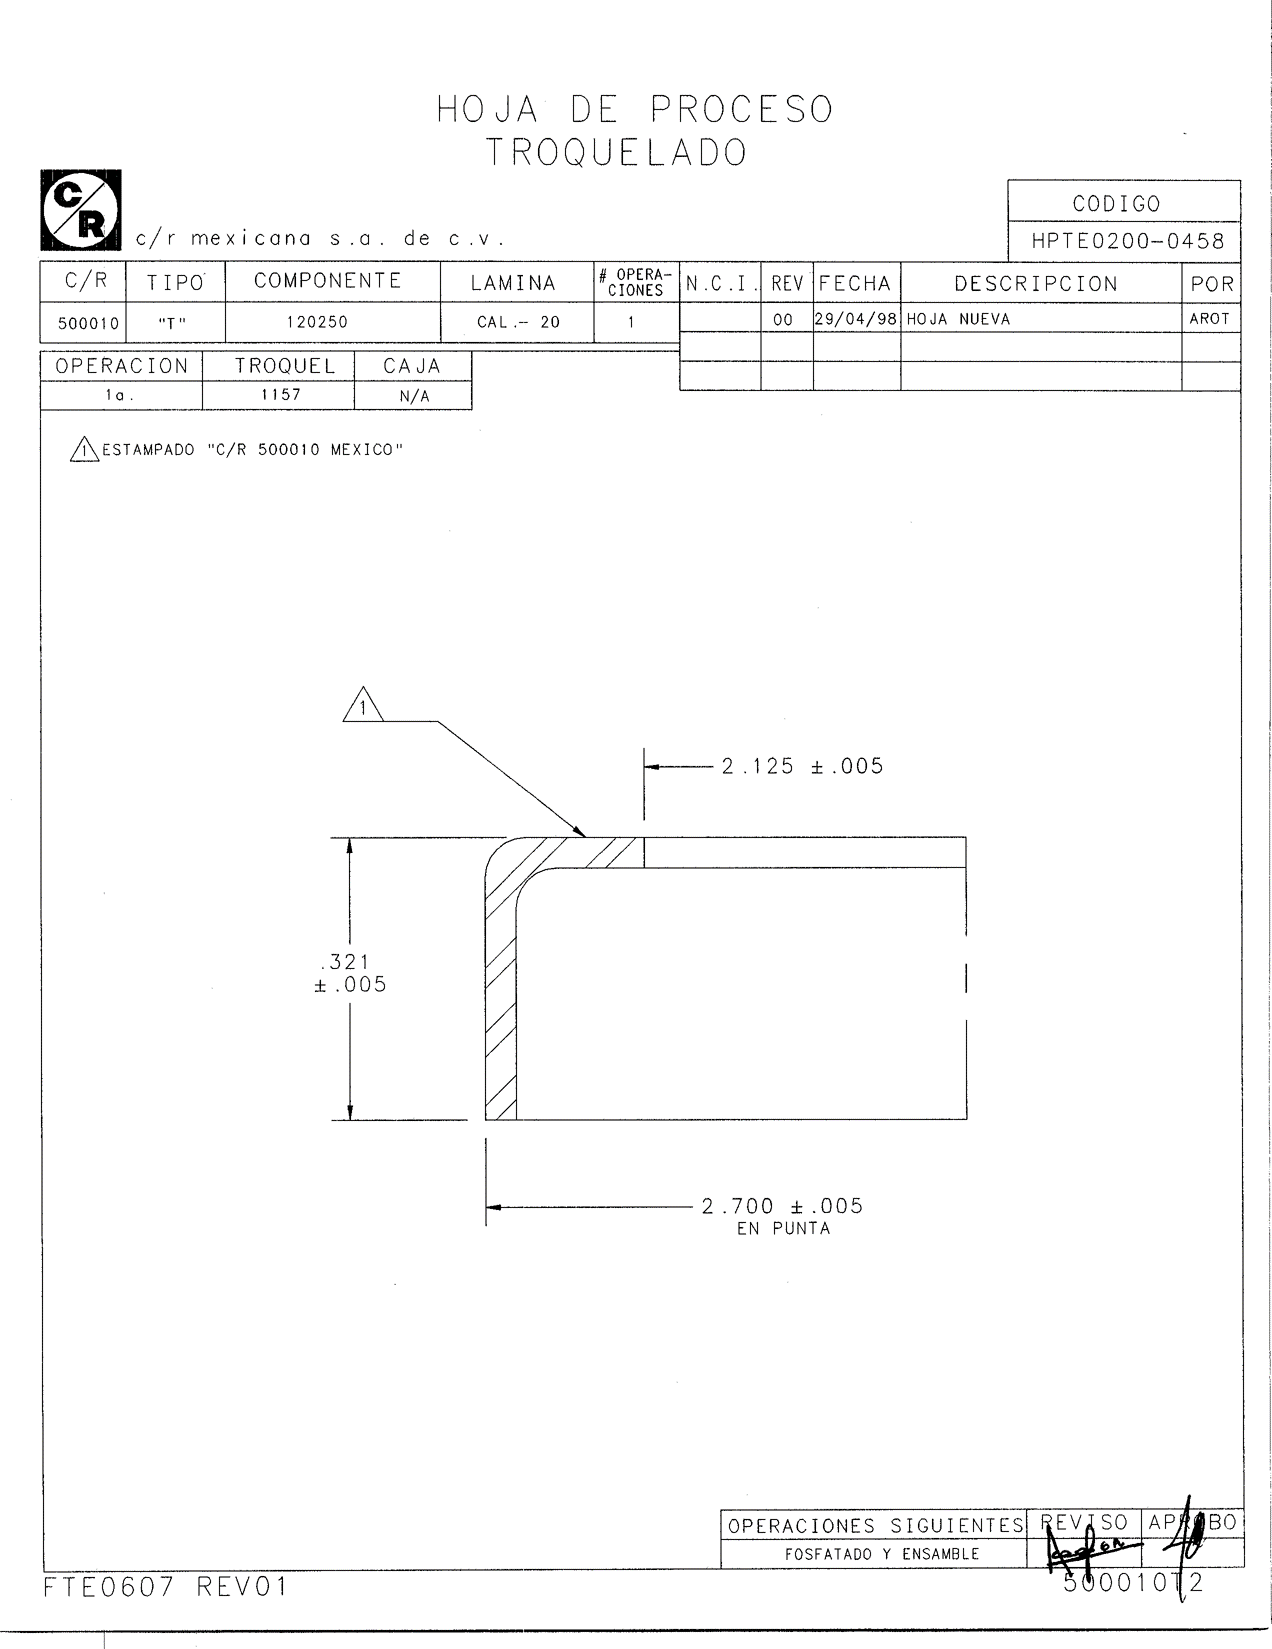 HOJA DE PROCESO
TROQUELADO
C/R
c/r mexicana s.a. de c.v.
CODIGO
HPTE0200-0458
C/R TIPO COMPONENTE LAMINA # OPERA-CIONES N.C.I. REV FECHA DESCRIPCION POR
500010 "T" 120250 CAL.- 20 1 00 29/04/98 HOJA NUEVA AROT
OPERACION TROQUEL CAJA
1a. 1157 N/A
1 ESTAMPADO "C/R 500010 MEXICO"
1
2.125 ±.005
.321
±.005
2.700 ±.005
EN PUNTA
OPERACIONES SIGUIENTES REVISO APROBO
FOSFATADO Y ENSAMBLE
FTE0607 REV01
500010T2